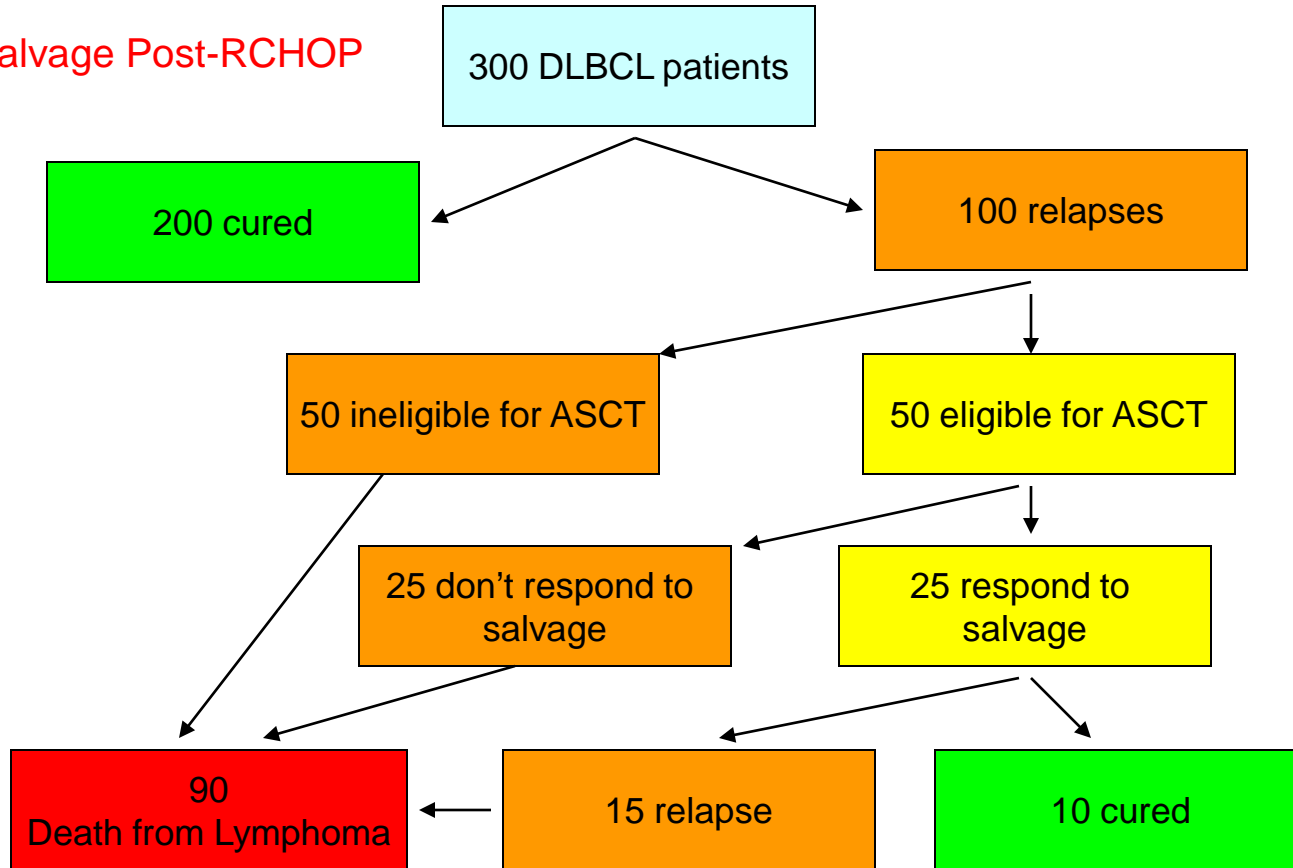 alvage Post-RCHOP
300 DLBCL patients
200 cured
100 relapses
50 ineligible for ASCT
50 eligible for ASCT
25 don’t respond to
salvage
25 respond to
salvage
90
Death from Lymphoma
15 relapse
10 cured